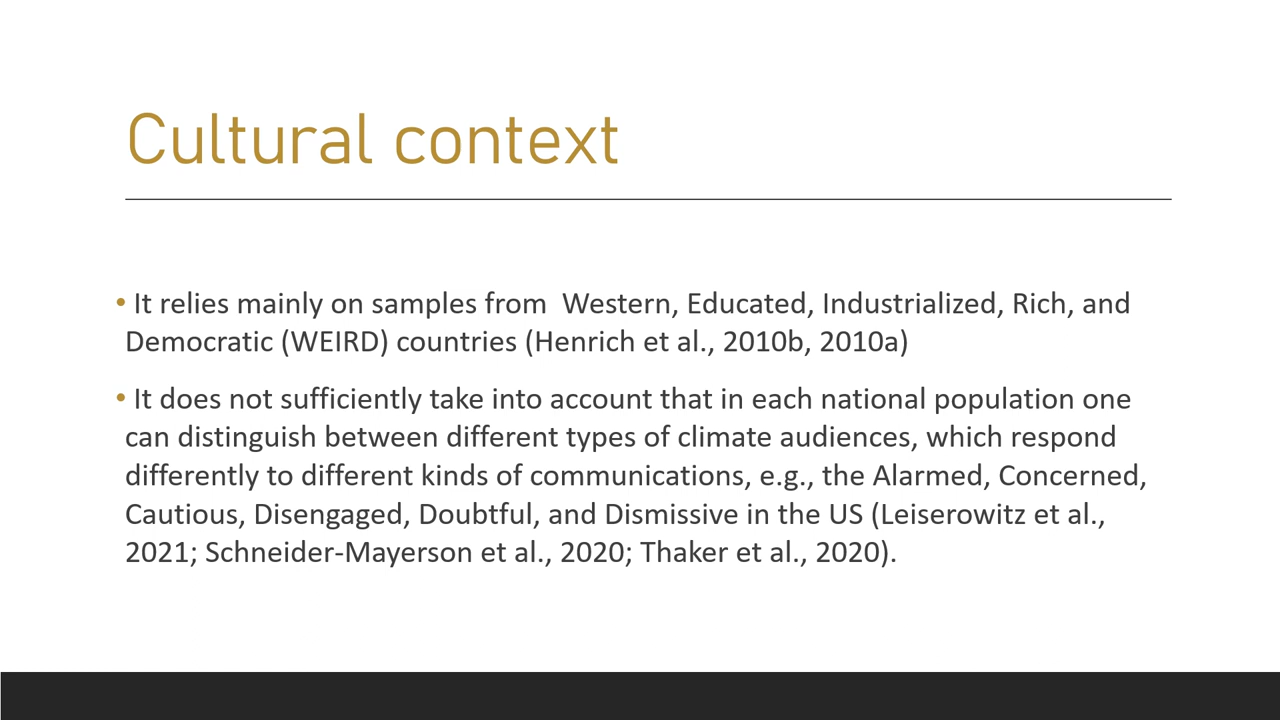 Cultural context
• It relies mainly on samples from  Western, Educated, Industrialized, Rich, and
Democratic (WEIRD) countries (Henrich et al., 2010b, 2010a)
• It does not sufficiently take into account that in each national population one
can distinguish between different types of climate audiences, which respond
differently to different kinds of communications, e.g., the Alarmed, Concerned,
Cautious, Disengaged, Doubtful, and Dismissive in the US (Leiserowitz et al.,
2021; Schneider-Mayerson et al., 2020; Thaker et al., 2020).